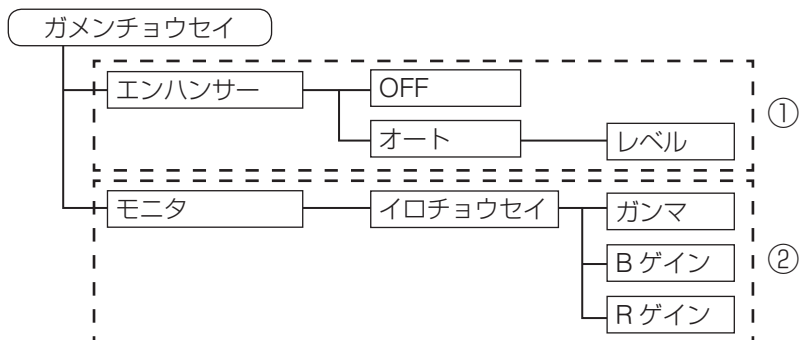 ガメンチョウセイ
エンハンサー
OFF
オート
レベル
①
モニタ
イロチョウセイ
ガンマ
B ゲイン
②
R ゲイン